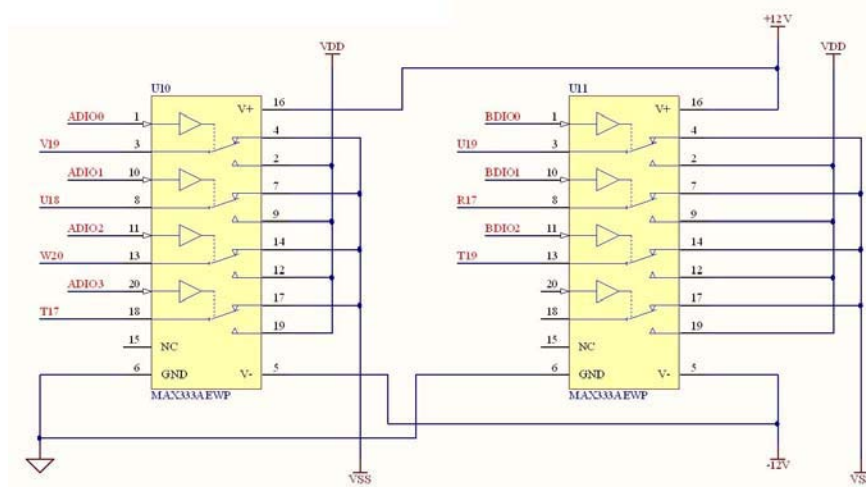 +12V
VDD
VDD
U10
U11
V+
16
V+
16
ADIO0
1
4
BDIO0
1
4
V19
3
2
U19
3
2
ADIO1
10
7
BDIO1
10
7
U18
8
9
R17
8
9
ADIO2
11
14
BDIO2
11
14
W20
13
12
T19
13
12
ADIO3
20
17
20
17
T17
18
19
18
19
15
NC
15
NC
6
GND
V-
5
6
GND
V-
5
MAX333AEWP
MAX333AEWP
VSS
-12V
VS